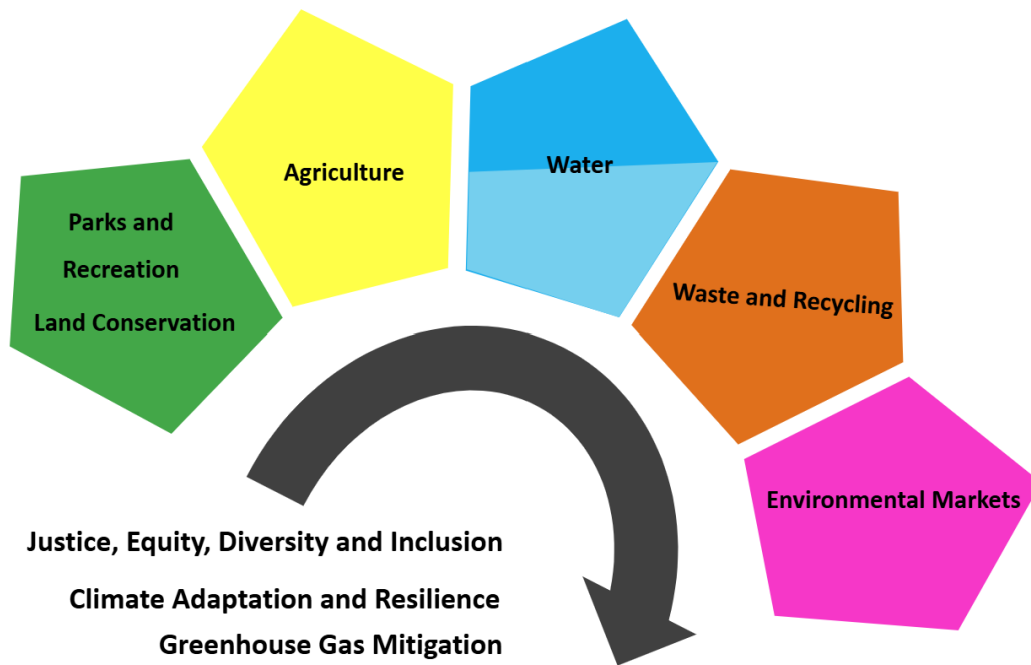 Parks and
Recreation
Land Conservation
Agriculture
Water
Waste and Recycling
Environmental Markets
Justice, Equity, Diversity and Inclusion
Climate Adaptation and Resilience
Greenhouse Gas Mitigation